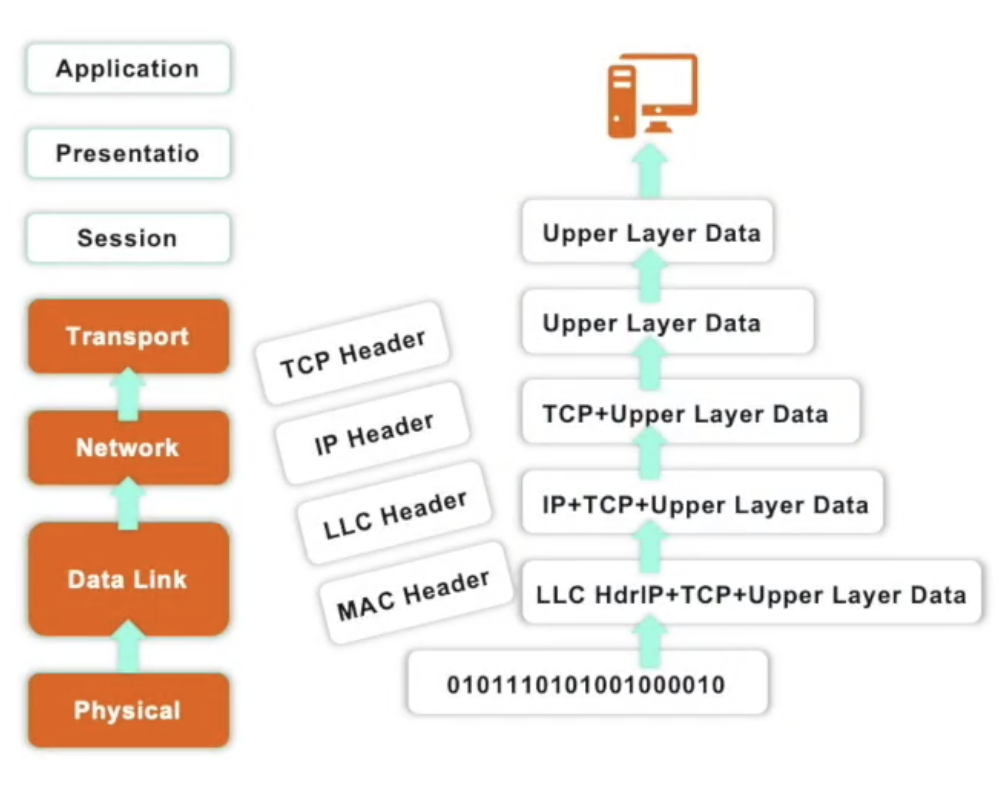 Application
Presentatio
Session
Transport
Network
Data Link
Physical
TCP Header
IP Header
LLC Header
MAC Header
Upper Layer Data
Upper Layer Data
TCP+Upper Layer Data
IP+TCP+Upper Layer Data
LLC HdrIP+TCP+Upper Layer Data
0101110101001000010